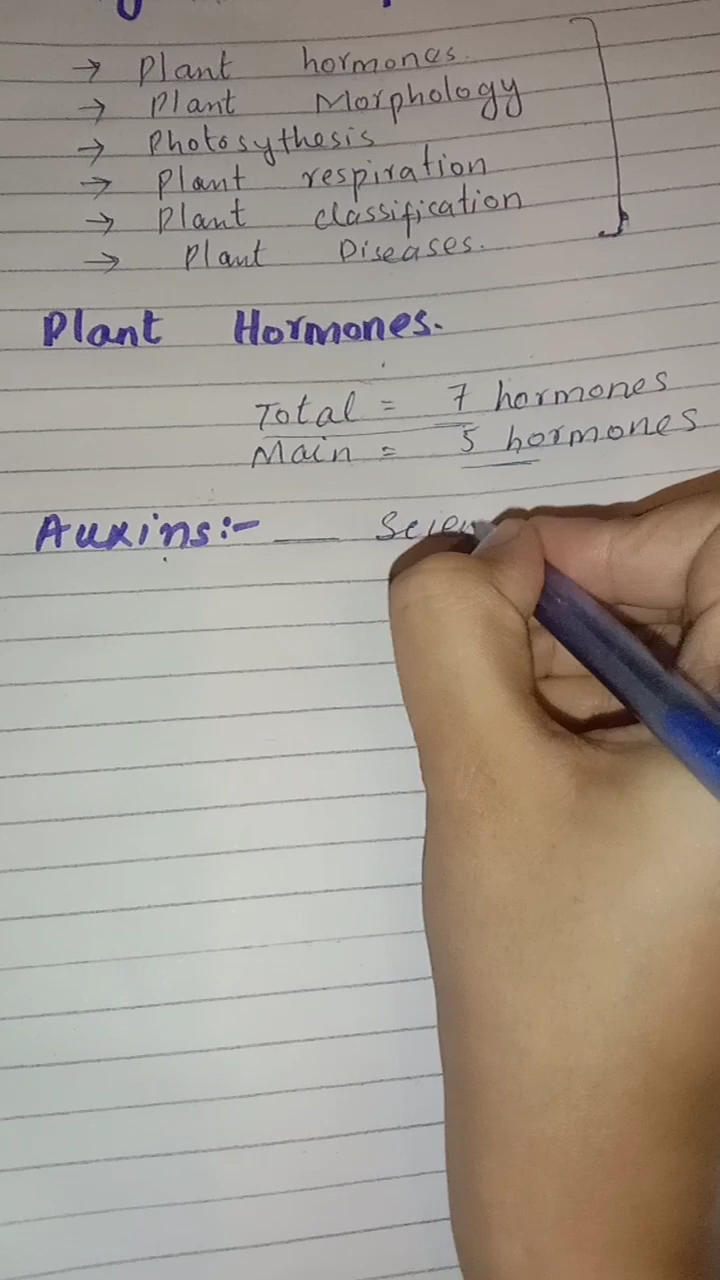 → Plant hormones.
→ Plant Morphology
→ Photosythesis
→ Plant respiration
→ Plant classification
→ Plant Diseases.
Plant Hormones.
Total = 7 hormones
Main = 5 hormones
Auxins:- — Scien